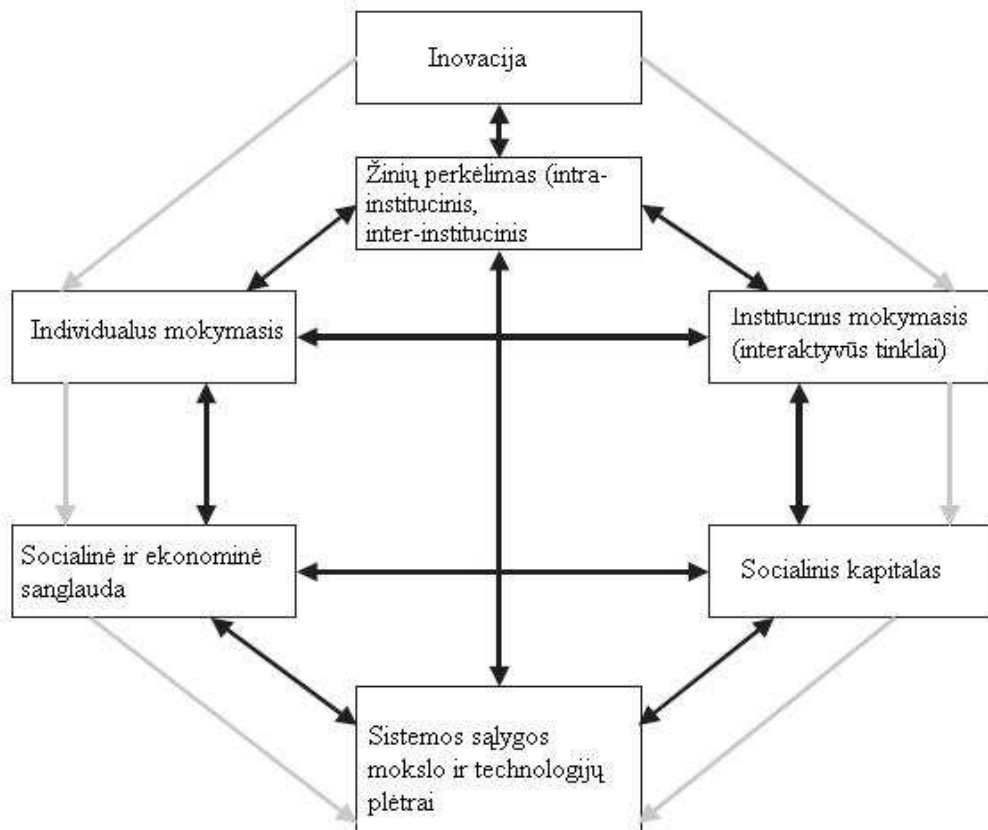 Inovacija
Žinių perkėlimas (intra-
institucinis,
inter-institucinis
Individualus mokymasis
Institucinis mokymasis
(interaktyvūs tinklai)
Socialinė ir ekonominė
sanglauda
Socialinis kapitalas
Sistemos sąlygos
mokslo ir technologijų
plėtrai